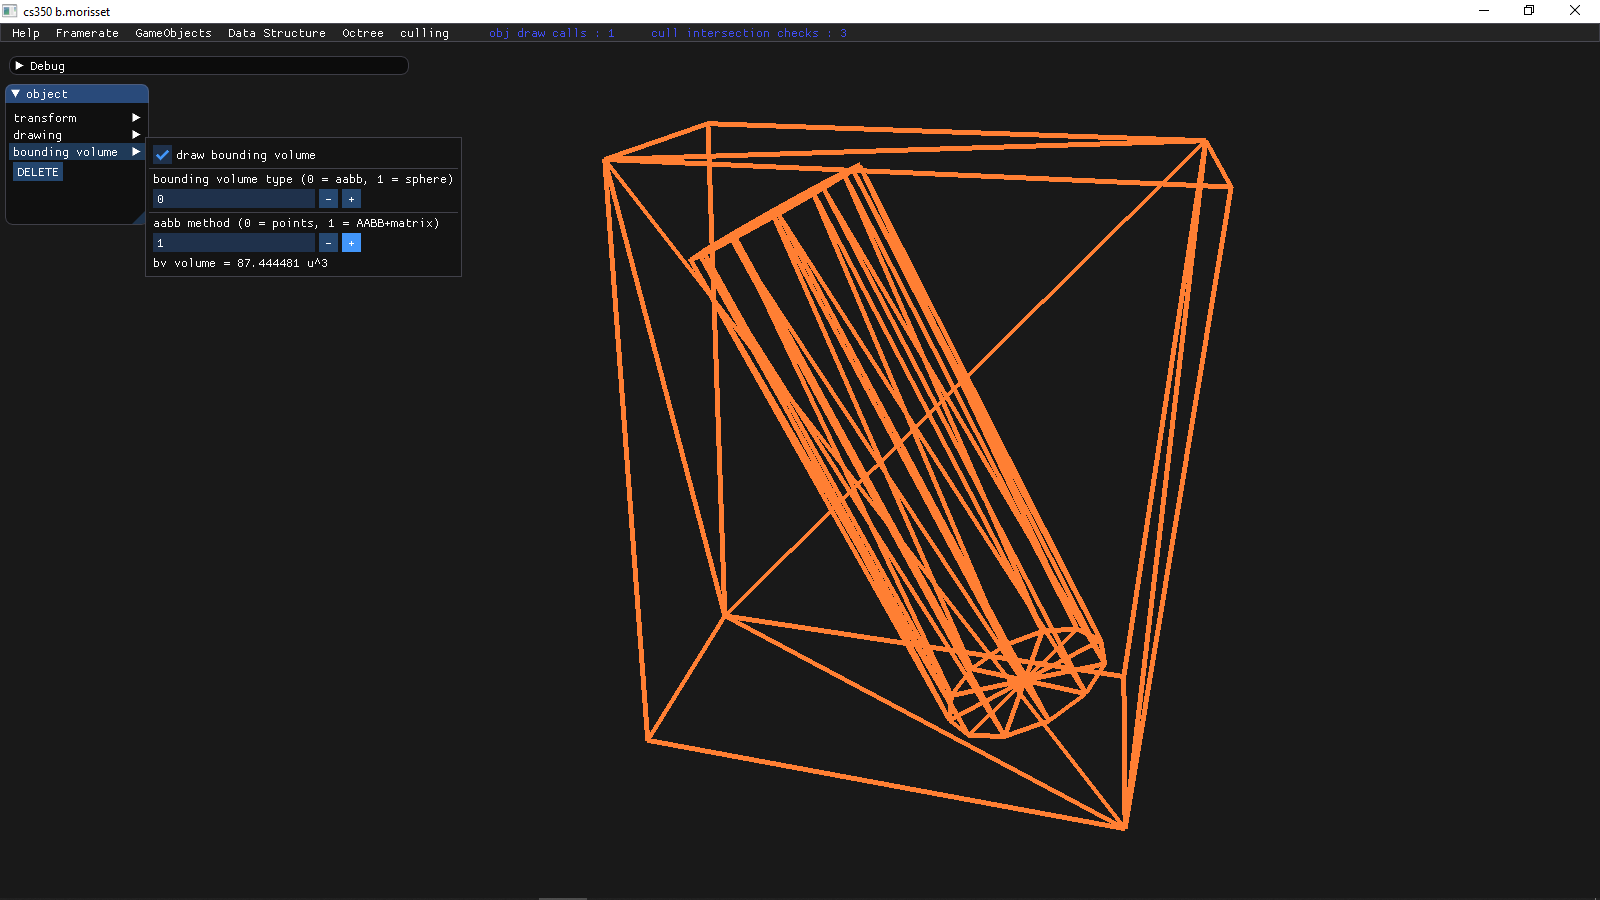 cs350 b.morisset
Help Framerate GameObjects Data Structure Octree culling obj draw calls : 1 cull intersection checks : 3
Debug
object
transform
drawing
bounding volume
DELETE
draw bounding volume
bounding volume type (0 = aabb, 1 = sphere)
0 - +
aabb method (0 = points, 1 = AABB+matrix)
1 - +
bv volume = 87.444481 u^3